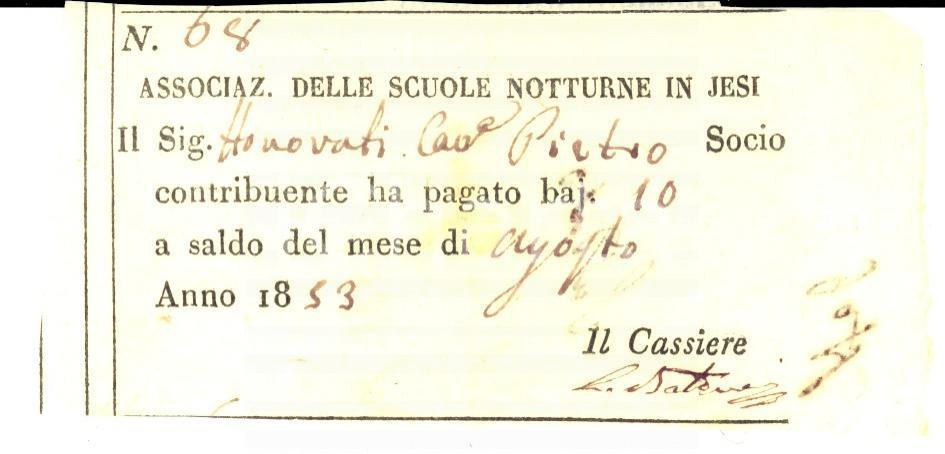 N. 68
ASSOCIAZ. DELLE SCUOLE NOTTURNE IN JESI
Il Sig. Honorati Cav.e Pietro Socio
contribuente ha pagato baj. 10
a saldo del mese di Agosto
Anno 1853
Il Cassiere